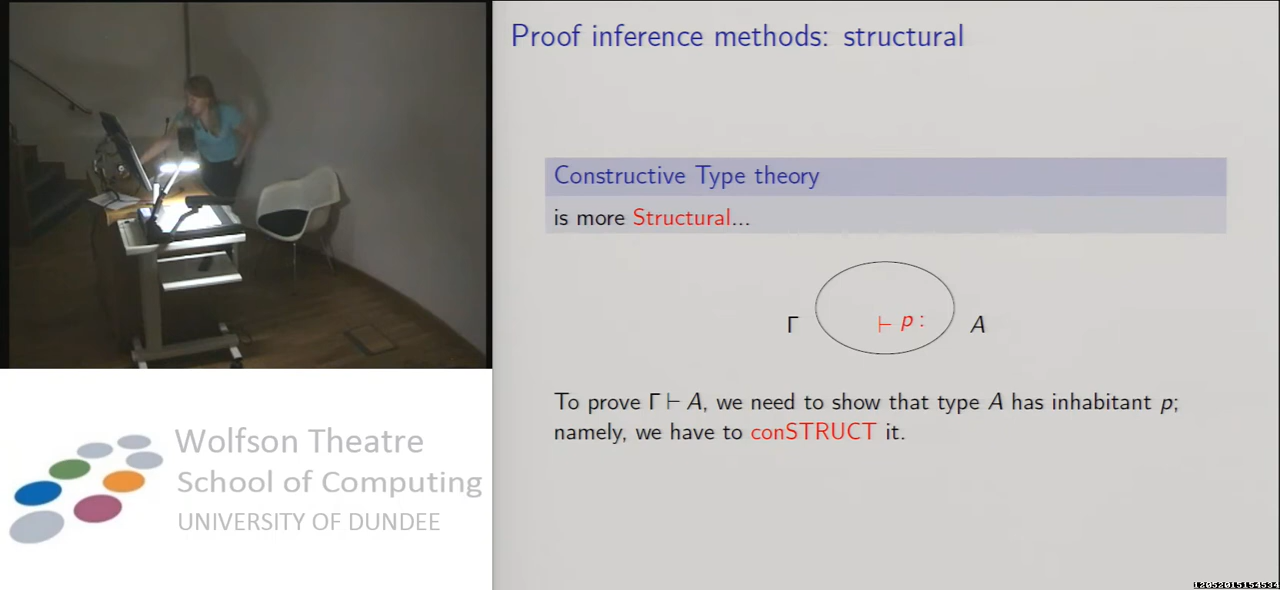 Proof inference methods: structural
Constructive Type theory
is more Structural...
Γ ⊢ p : A
To prove Γ ⊢ A, we need to show that type A has inhabitant p;
namely, we have to conSTRUCT it.
Wolfson Theatre
School of Computing
UNIVERSITY OF DUNDEE